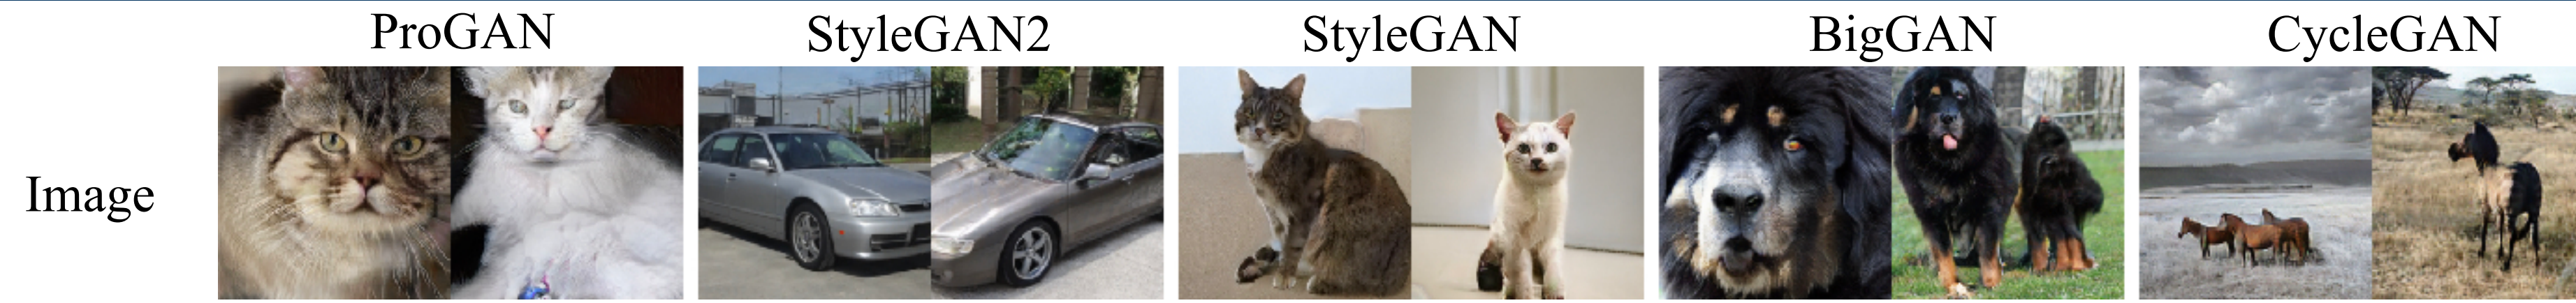 ProGAN StyleGAN2 StyleGAN BigGAN CycleGAN
Image